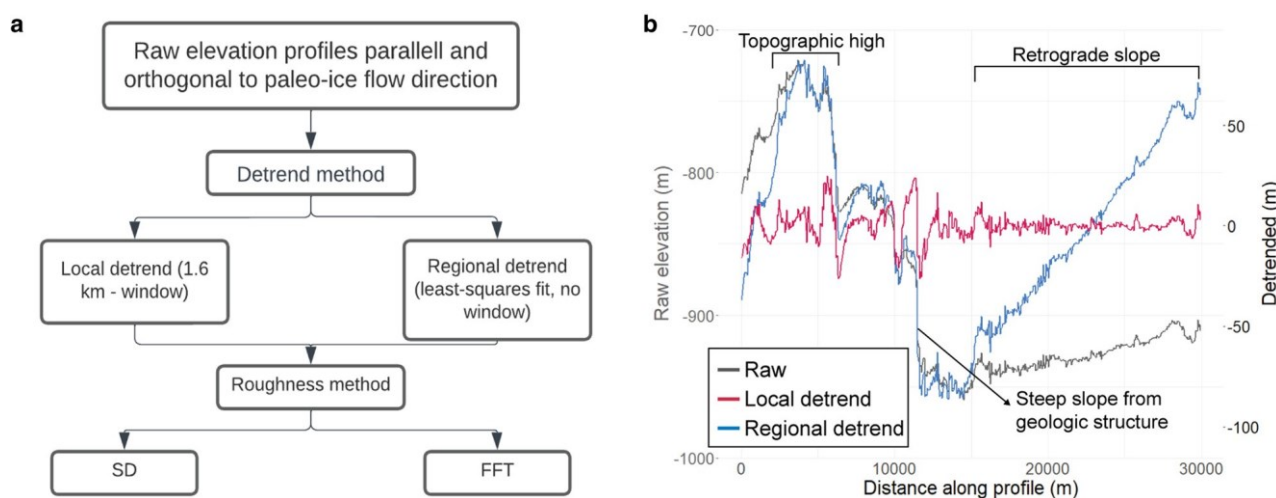 a
Raw elevation profiles parallell and
orthogonal to paleo-ice flow direction
Detrend method
Local detrend (1.6
km - window)
Regional detrend
(least-squares fit, no
window)
Roughness method
SD
FFT
b
-700
-800
-900
-1000
Raw elevation (m)
Topographic high
Retrograde slope
50
0
-50
-100
Detrended (m)
Raw
Local detrend
Regional detrend
Steep slope from
geologic structure
0
10000
20000
30000
Distance along profile (m)